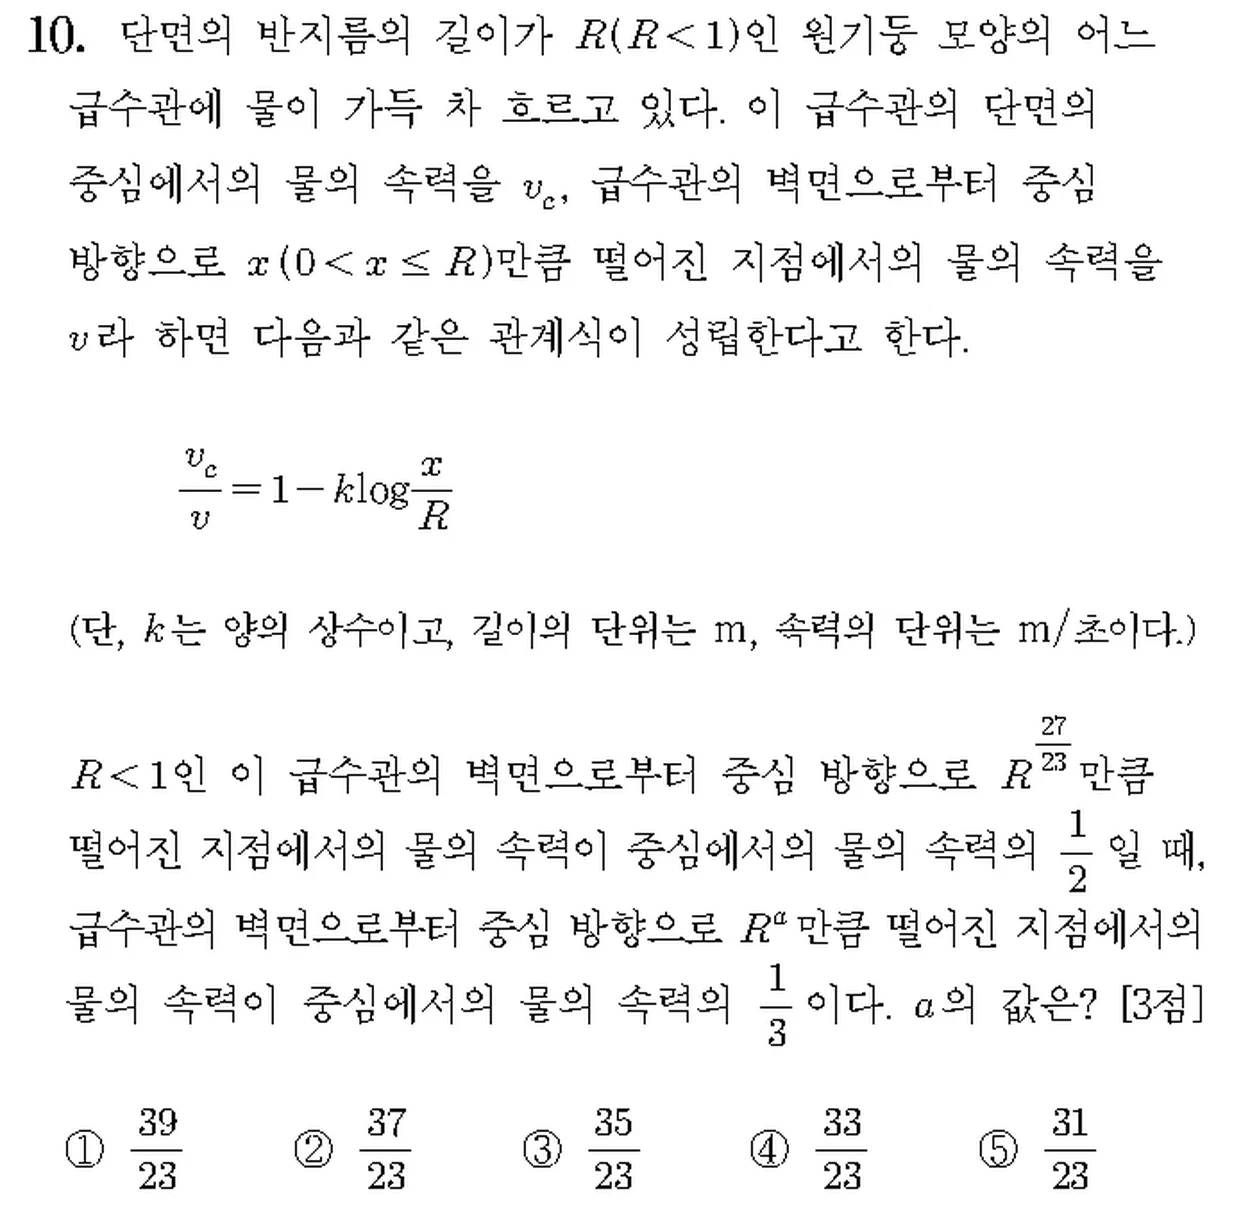 10. 단면의 반지름의 길이가 R(R<1)인 원기둥 모양의 어느
급수관에 물이 가득 차 흐르고 있다. 이 급수관의 단면의
중심에서의 물의 속력을 v_c, 급수관의 벽면으로부터 중심
방향으로 x(0<x≤R)만큼 떨어진 지점에서의 물의 속력을
v라 하면 다음과 같은 관계식이 성립한다고 한다.
v_c/v = 1 - klog x/R
(단, k는 양의 상수이고, 길이의 단위는 m, 속력의 단위는 m/초이다.)
R<1인 이 급수관의 벽면으로부터 중심 방향으로 R^(27/23)만큼
떨어진 지점에서의 물의 속력이 중심에서의 물의 속력의 1/2일 때,
급수관의 벽면으로부터 중심 방향으로 R^a만큼 떨어진 지점에서의
물의 속력이 중심에서의 물의 속력의 1/3이다. a의 값은? [3점]
① 39/23 ② 37/23 ③ 35/23 ④ 33/23 ⑤ 31/23